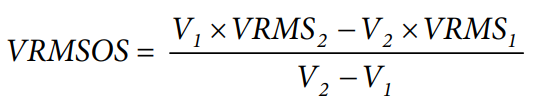 VRMSOS = (V₁ × VRMS₂ – V₂ × VRMS₁) / (V₂ – V₁)